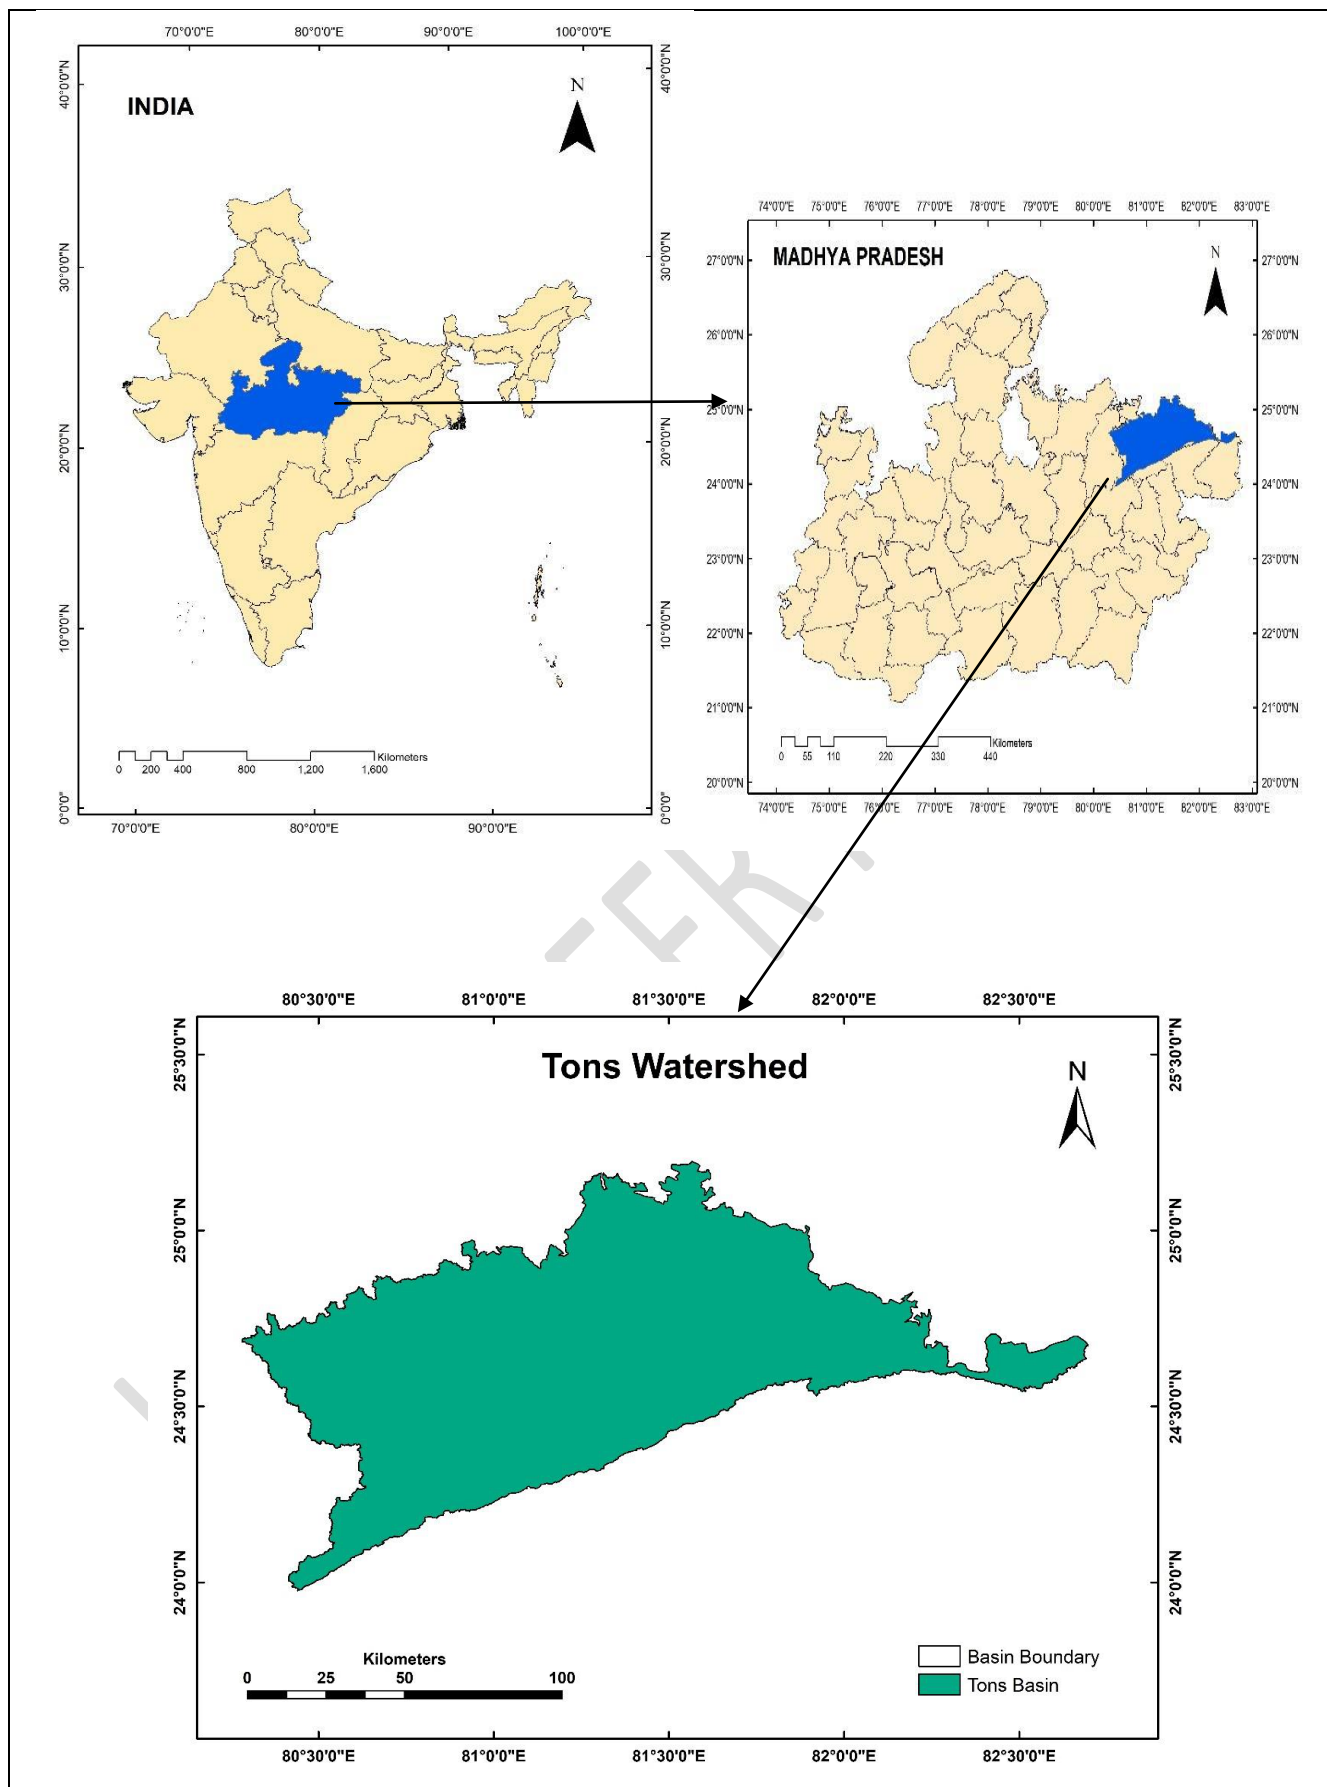 70°0'0"E 80°0'0"E 90°0'0"E 100°0'0"E
INDIA
N
40°0'0"N
30°0'0"N
20°0'0"N
10°0'0"N
0°0'0"
40°0'0"N
30°0'0"N
20°0'0"N
10°0'0"N
0°0'0"
Kilometers
0 200 400 800 1,200 1,600
70°0'0"E 80°0'0"E 90°0'0"E
74°0'0"E 75°0'0"E 76°0'0"E 77°0'0"E 78°0'0"E 79°0'0"E 80°0'0"E 81°0'0"E 82°0'0"E 83°0'0"E
MADHYA PRADESH
N
27°0'0"N
26°0'0"N
25°0'0"N
24°0'0"N
23°0'0"N
22°0'0"N
21°0'0"N
20°0'0"N
27°0'0"N
26°0'0"N
25°0'0"N
24°0'0"N
23°0'0"N
22°0'0"N
21°0'0"N
20°0'0"N
Kilometers
0 55 110 220 330 440
74°0'0"E 75°0'0"E 76°0'0"E 77°0'0"E 78°0'0"E 79°0'0"E 80°0'0"E 81°0'0"E 82°0'0"E 83°0'0"E
80°30'0"E 81°0'0"E 81°30'0"E 82°0'0"E 82°30'0"E
Tons Watershed
N
25°30'0"N
25°0'0"N
24°30'0"N
24°0'0"N
25°30'0"N
25°0'0"N
24°30'0"N
24°0'0"N
Kilometers
0 25 50 100
Basin Boundary
Tons Basin
80°30'0"E 81°0'0"E 81°30'0"E 82°0'0"E 82°30'0"E